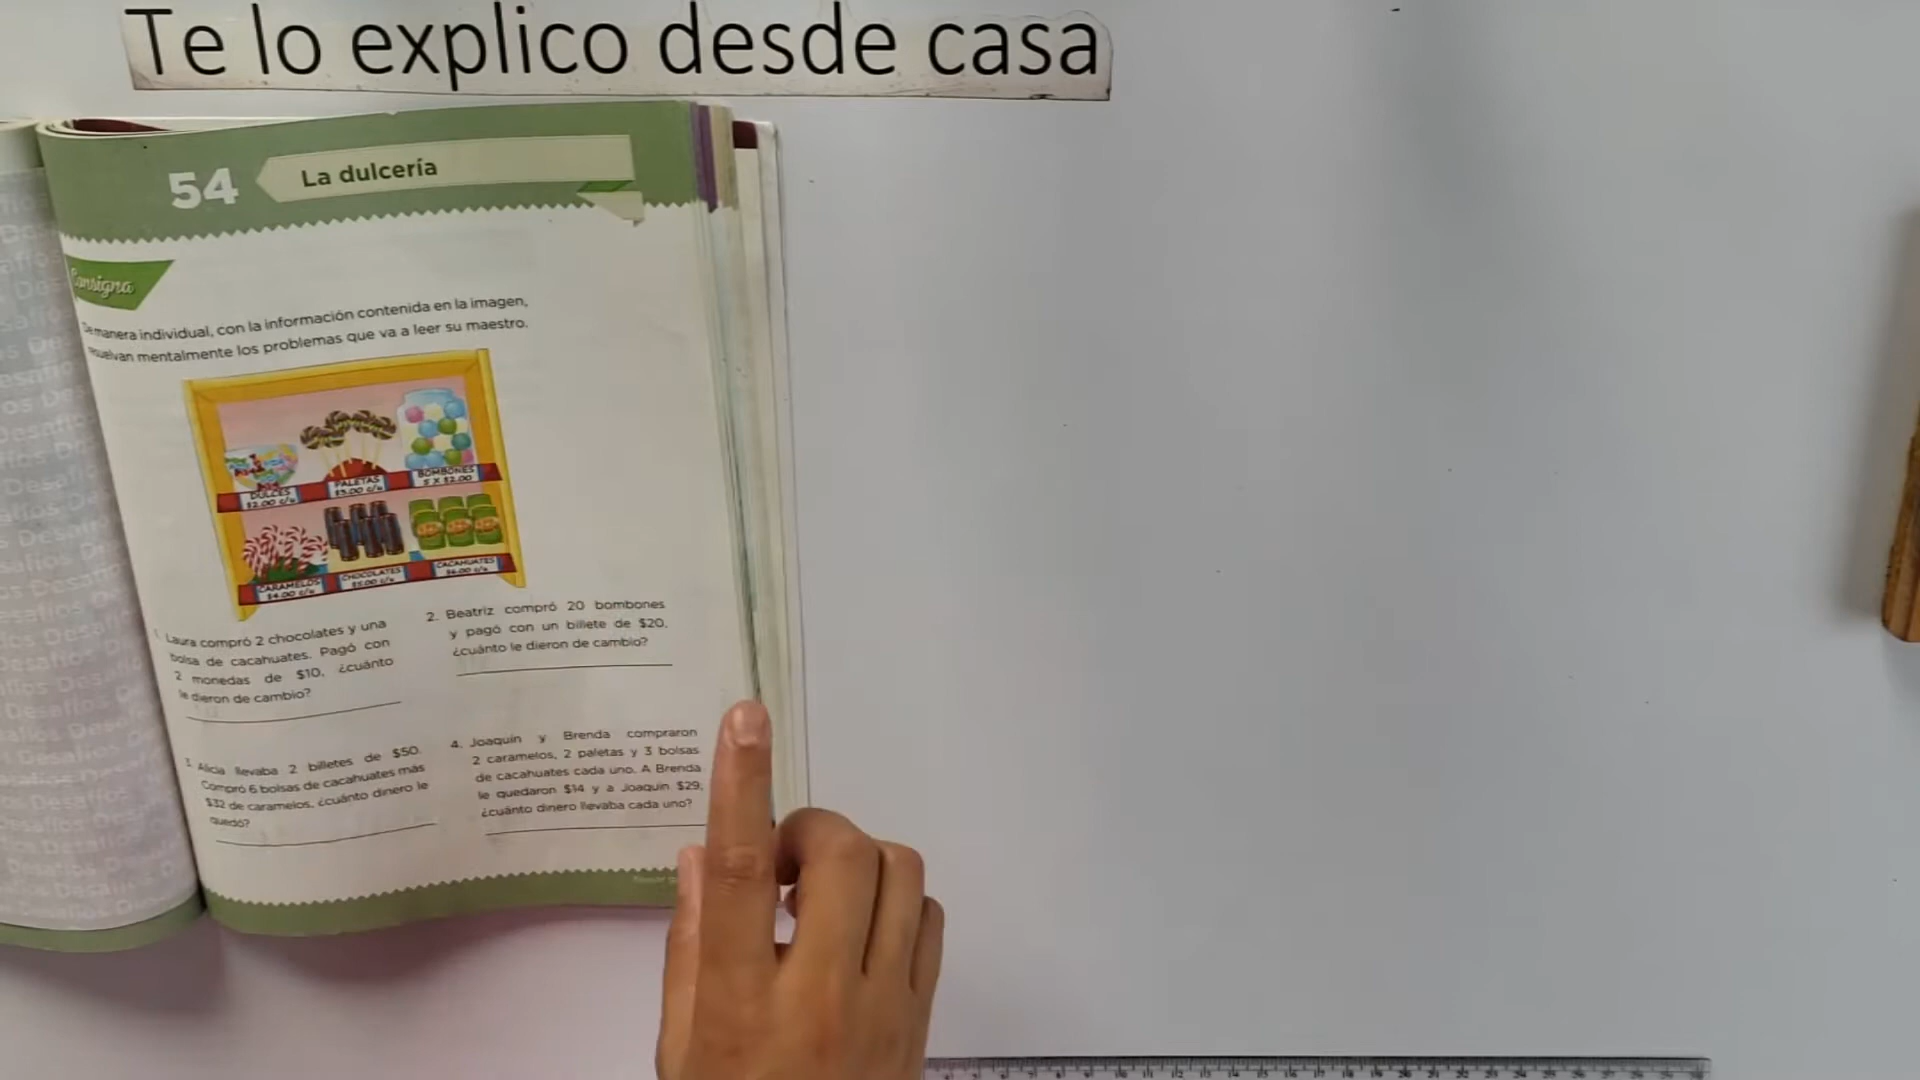 Te lo explico desde casa
54
La dulcería
Consigna
De manera individual, con la información contenida en la imagen,
resuelvan mentalmente los problemas que va a leer su maestro.
DULCES
$2.00 c/u
PALETAS
$3.00 c/u
BOMBONES
5 X $2.00
CARAMELOS
$4.00 c/u
CHOCOLATES
$5.00 c/u
CACAHUATES
$6.00 c/u
Laura compró 2 chocolates y una
bolsa de cacahuates. Pagó con
2 monedas de $10, ¿cuánto
le dieron de cambio?
2. Beatriz compró 20 bombones
y pagó con un billete de $20,
¿cuánto le dieron de cambio?
3. Alicia llevaba 2 billetes de $50.
Compró 6 bolsas de cacahuates más
$32 de caramelos, ¿cuánto dinero le
quedó?
4. Joaquín y Brenda compraron
2 caramelos, 2 paletas y 3 bolsas
de cacahuates cada uno. A Brenda
le quedaron $14 y a Joaquín $29,
¿cuánto dinero llevaba cada uno?